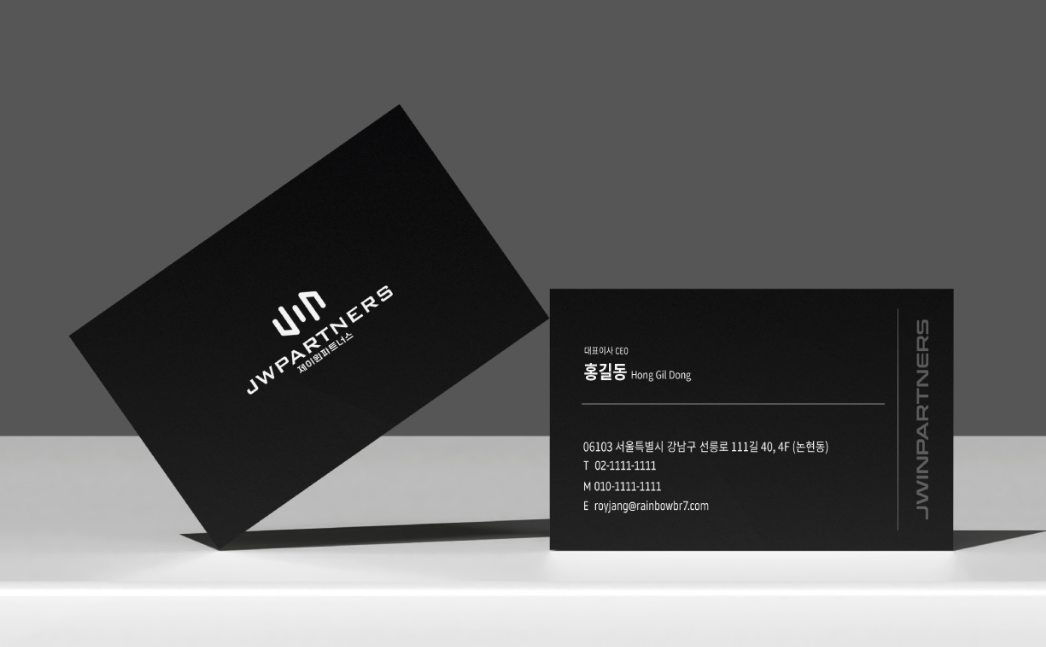 JWPARTNERS
제이윈파트너스
대표이사 CEO
홍길동 Hong Gil Dong
06103 서울특별시 강남구 선릉로 111길 40, 4F (논현동)
T 02-1111-1111
M 010-1111-1111
E royjang@rainbowbr7.com
JWINPARTNERS